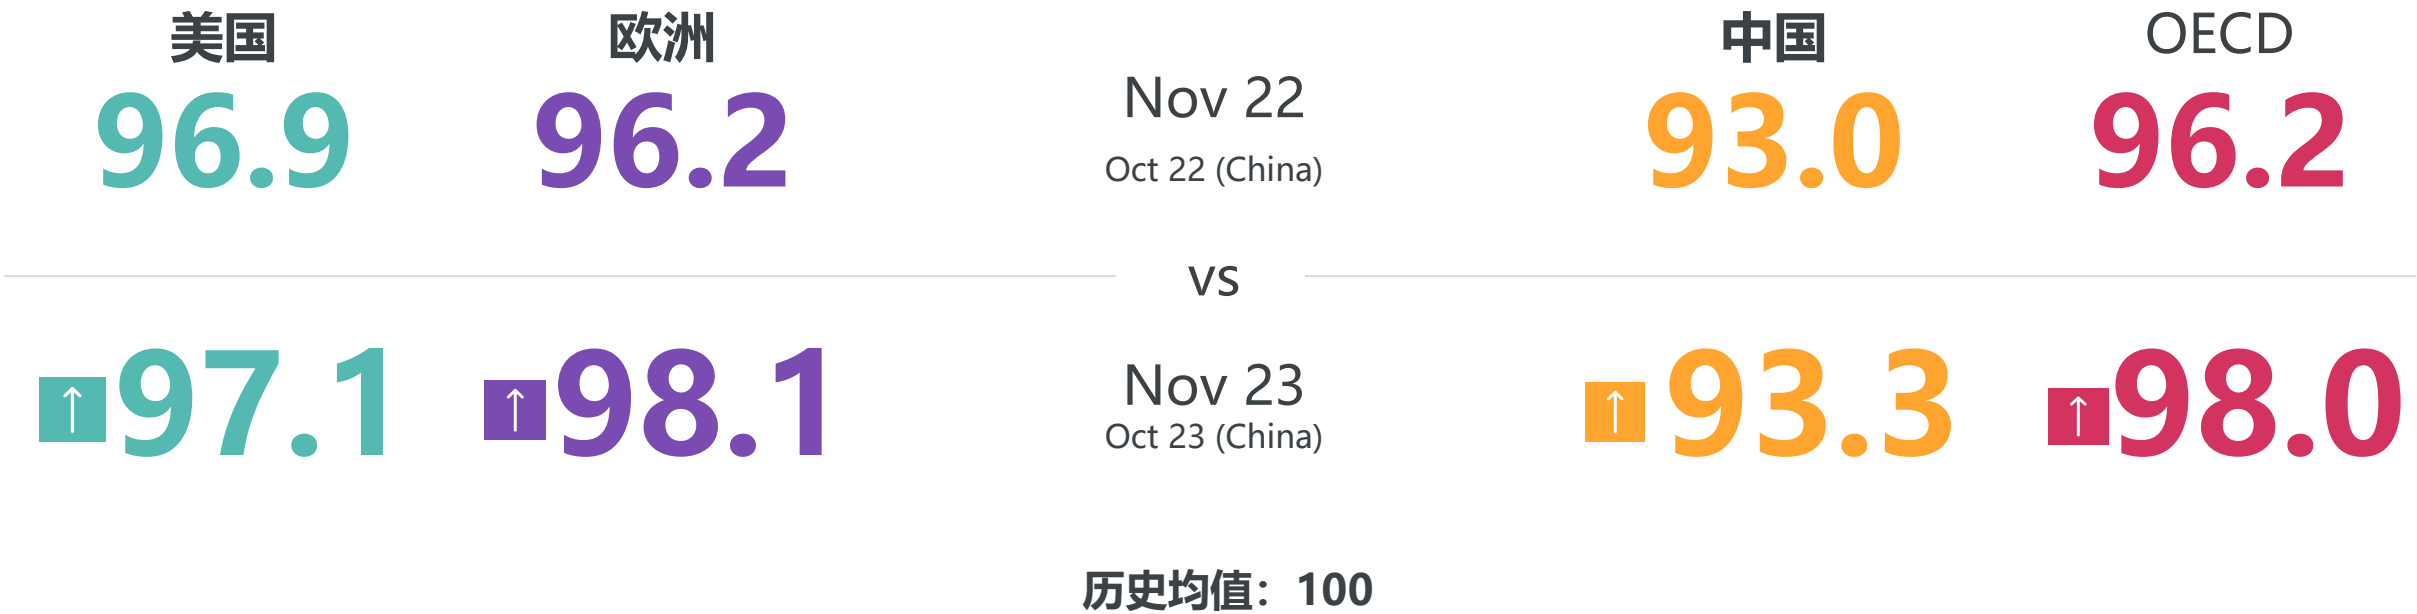 美国
96.9
欧洲
96.2
Nov 22
Oct 22 (China)
中国
93.0
OECD
96.2
vs
↑97.1
↑98.1
Nov 23
Oct 23 (China)
↑93.3
↑98.0
历史均值：100